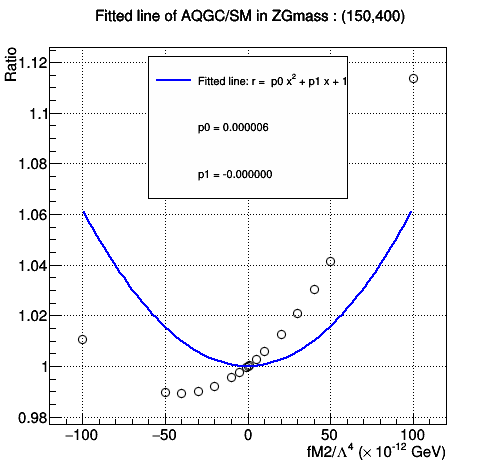 Fitted line of AQGC/SM in ZGmass : (150,400)
Ratio
1.12
1.1
1.08
1.06
1.04
1.02
1
0.98
Fitted line: r = p0 x² + p1 x + 1
p0 = 0.000006
p1 = -0.000000
−100 −50 0 50 100
fM2/Λ⁴ (× 10⁻¹² GeV)